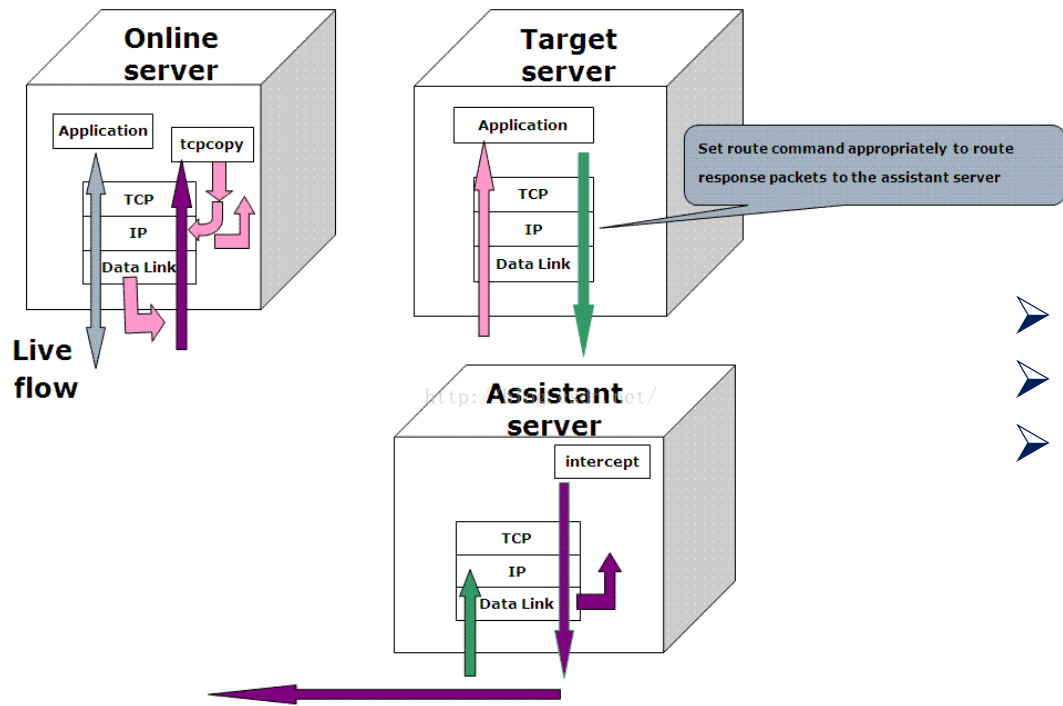 Online
server
Application
tcpcopy
TCP
IP
Data Link
Live
flow
Target
server
Application
TCP
IP
Data Link
Set route command appropriately to route
response packets to the assistant server
Assistant
server
intercept
TCP
IP
Data Link